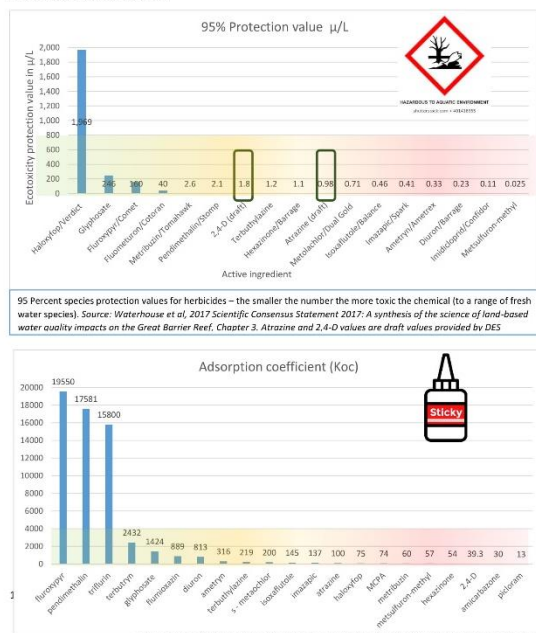 95% Protection value µ/L
HAZARDOUS TO AQUATIC ENVIRONMENT
Ecotoxicity protection value in µ/L
2,000
1,800
1,600
1,400
1,200
1,000
800
600
400
200
0
1,969 246 160 40 2.6 2.1 1.8 1.2 1.1 0.98 0.71 0.46 0.41 0.33 0.23 0.11 0.025
Haloxyfop/Verdict
Glyphosate
Fluroxypyr/Comet
Fluometuron/Cotoran
Metribuzin/Tomahawk
Pendimethalin/Stomp
2,4-D (draft)
Terbuthylazine
Hexazinone/Barrage
Atrazine (draft)
Metolachlor/Dual Gold
Isoxaflutole/Balance
Imazapic/Spark
Ametryn/Ametrex
Diuron/Barrage
Imidicloprid/Confidor
Metsulfuron-methyl
Active ingredient
95 Percent species protection values for herbicides – the smaller the number the more toxic the chemical (to a range of fresh
water species). Source: Waterhouse et al, 2017 Scientific Consensus Statement 2017: A synthesis of the science of land-based
water quality impacts on the Great Barrier Reef, Chapter 3. Atrazine and 2,4-D values are draft values provided by DES
Adsorption coefficient (Koc)
Sticky
20000
18000
16000
14000
12000
10000
8000
6000
4000
2000
0
19550 17581 15800 2432 1424 889 813 316 219 200 145 137 100 75 74 60 57 54 39.3 30 13
fluroxypyr
pendimethalin
triflurin
terbutryn
glyphosate
flumioxazin
diuron
ametryn
terbuthylazine
s - metaochlor
isoxaflutole
imazapic
atrazine
haloxyfop
MCPA
metribuzin
metsulfuron-methyl
hexazinone
2,4-D
amicarbazone
picloram